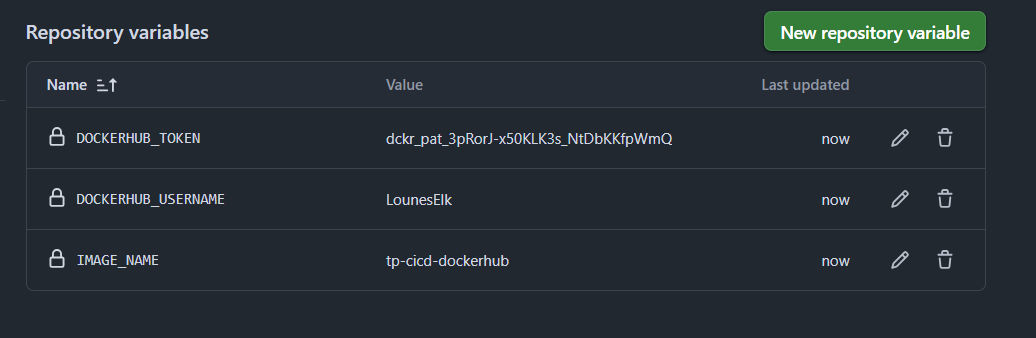 Repository variables
New repository variable
Name Value Last updated
DOCKERHUB_TOKEN dckr_pat_3pRorJ-x50KLK3s_NtDbKKfpWmQ now
DOCKERHUB_USERNAME LounesElk now
IMAGE_NAME tp-cicd-dockerhub now